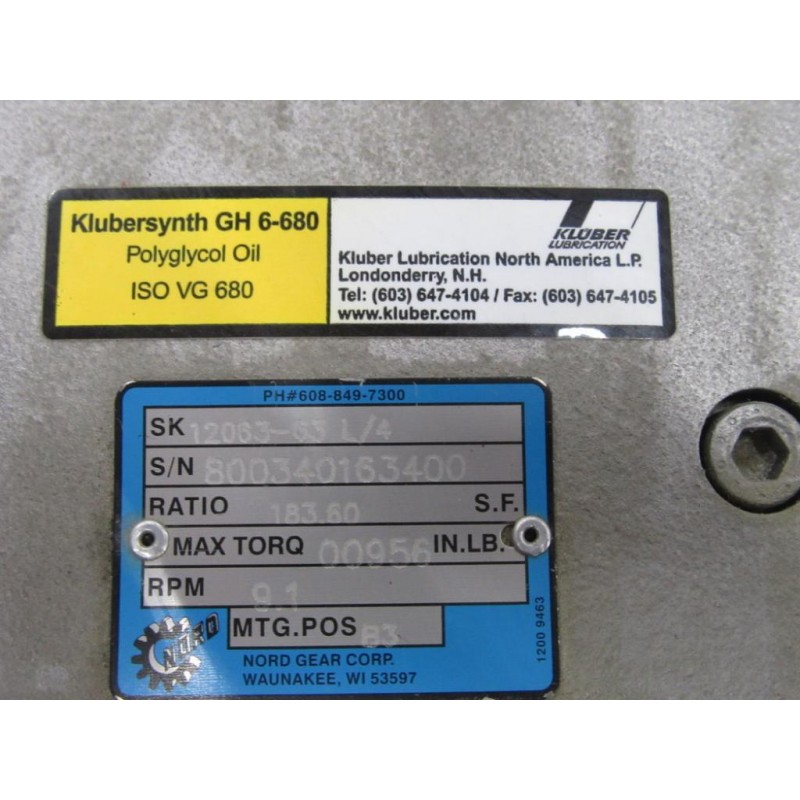 Klubersynth GH 6-680
Polyglycol Oil
ISO VG 680
KLÜBER
LUBRICATION
Kluber Lubrication North America L.P.
Londonderry, N.H.
Tel: (603) 647-4104 / Fax: (603) 647-4105
www.kluber.com
PH#608-849-7300
SK 12063-63 L/4
S/N 800340163400
RATIO 183.60 S.F.
MAX TORQ 00956 IN.LB.
RPM 9.1
MTG.POS B3
NORD
NORD GEAR CORP.
WAUNAKEE, WI 53597
1200 9463